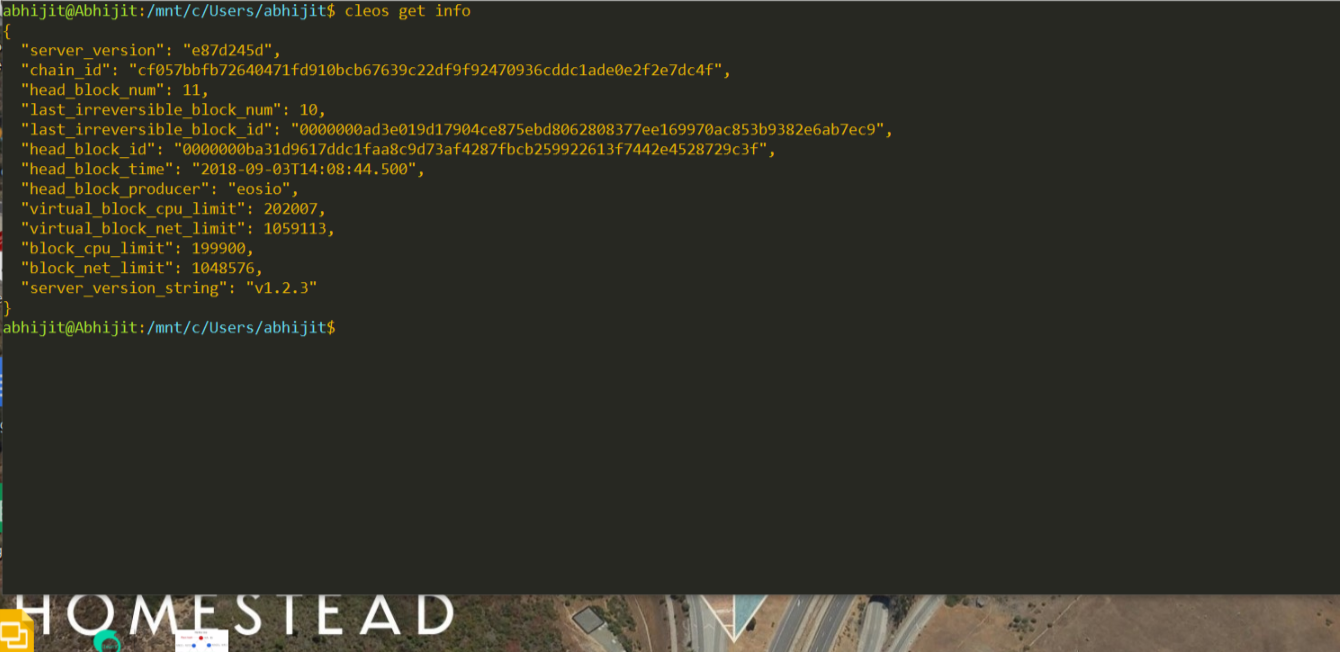 abhijit@Abhijit:/mnt/c/Users/abhijit$ cleos get info
{
  "server_version": "e87d245d",
  "chain_id": "cf057bbfb72640471fd910bcb67639c22df9f92470936cddc1ade0e2f2e7dc4f",
  "head_block_num": 11,
  "last_irreversible_block_num": 10,
  "last_irreversible_block_id": "0000000ad3e019d17904ce875ebd8062808377ee169970ac853b9382e6ab7ec9",
  "head_block_id": "0000000ba31d9617ddc1faa8c9d73af4287fbcb259922613f7442e4528729c3f",
  "head_block_time": "2018-09-03T14:08:44.500",
  "head_block_producer": "eosio",
  "virtual_block_cpu_limit": 202007,
  "virtual_block_net_limit": 1059113,
  "block_cpu_limit": 199900,
  "block_net_limit": 1048576,
  "server_version_string": "v1.2.3"
}
abhijit@Abhijit:/mnt/c/Users/abhijit$
HOMESTEAD